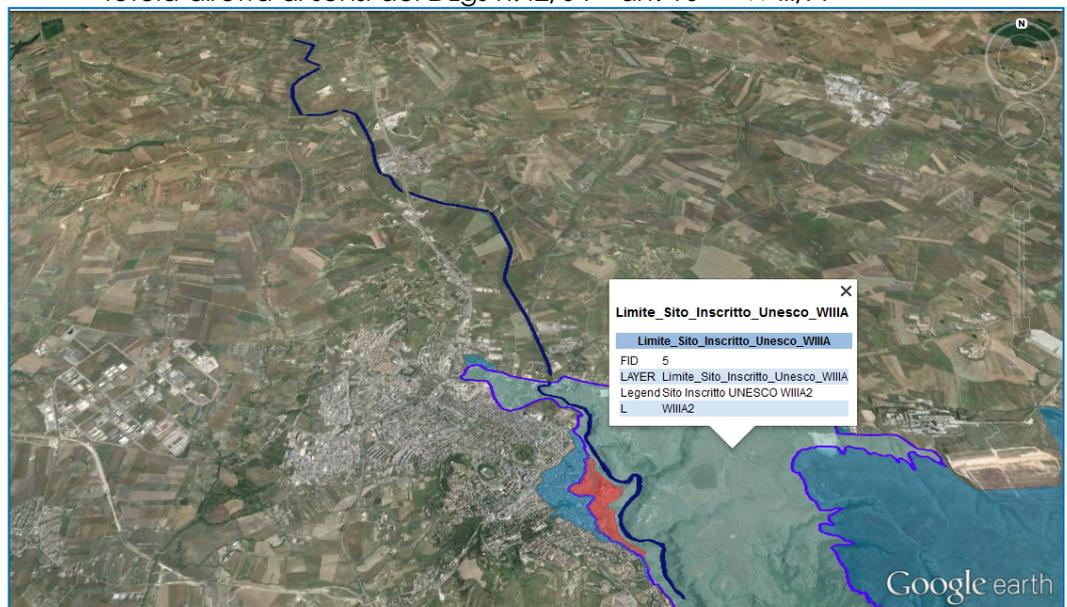 N
Limite_Sito_Inscritto_Unesco_WIIIA
Limite_Sito_Inscritto_Unesco_WIIIA
FID 5
LAYER Limite_Sito_Inscritto_Unesco_WIIIA
Legend Sito Inscritto UNESCO WIIIA2
L WIIIA2
Google earth